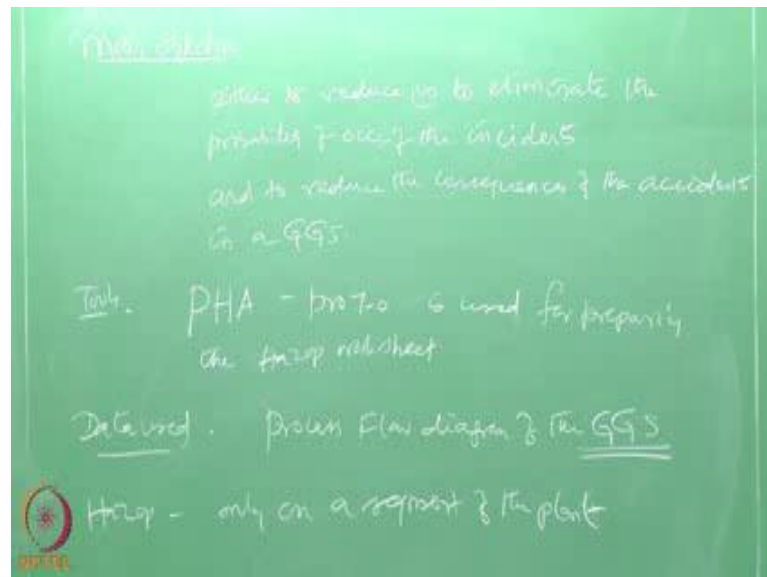 Main objective
either to reduce (or) to eliminate the
probability of occ. of the incidents
and to reduce the consequences of the accidents
in a GGS
Tools. PHA - pro 7.0 is used for preparing
the Hazop worksheet
Data used. Process Flow diagram of the GGS
Hazop - only on a segment of the plant
NPTEL